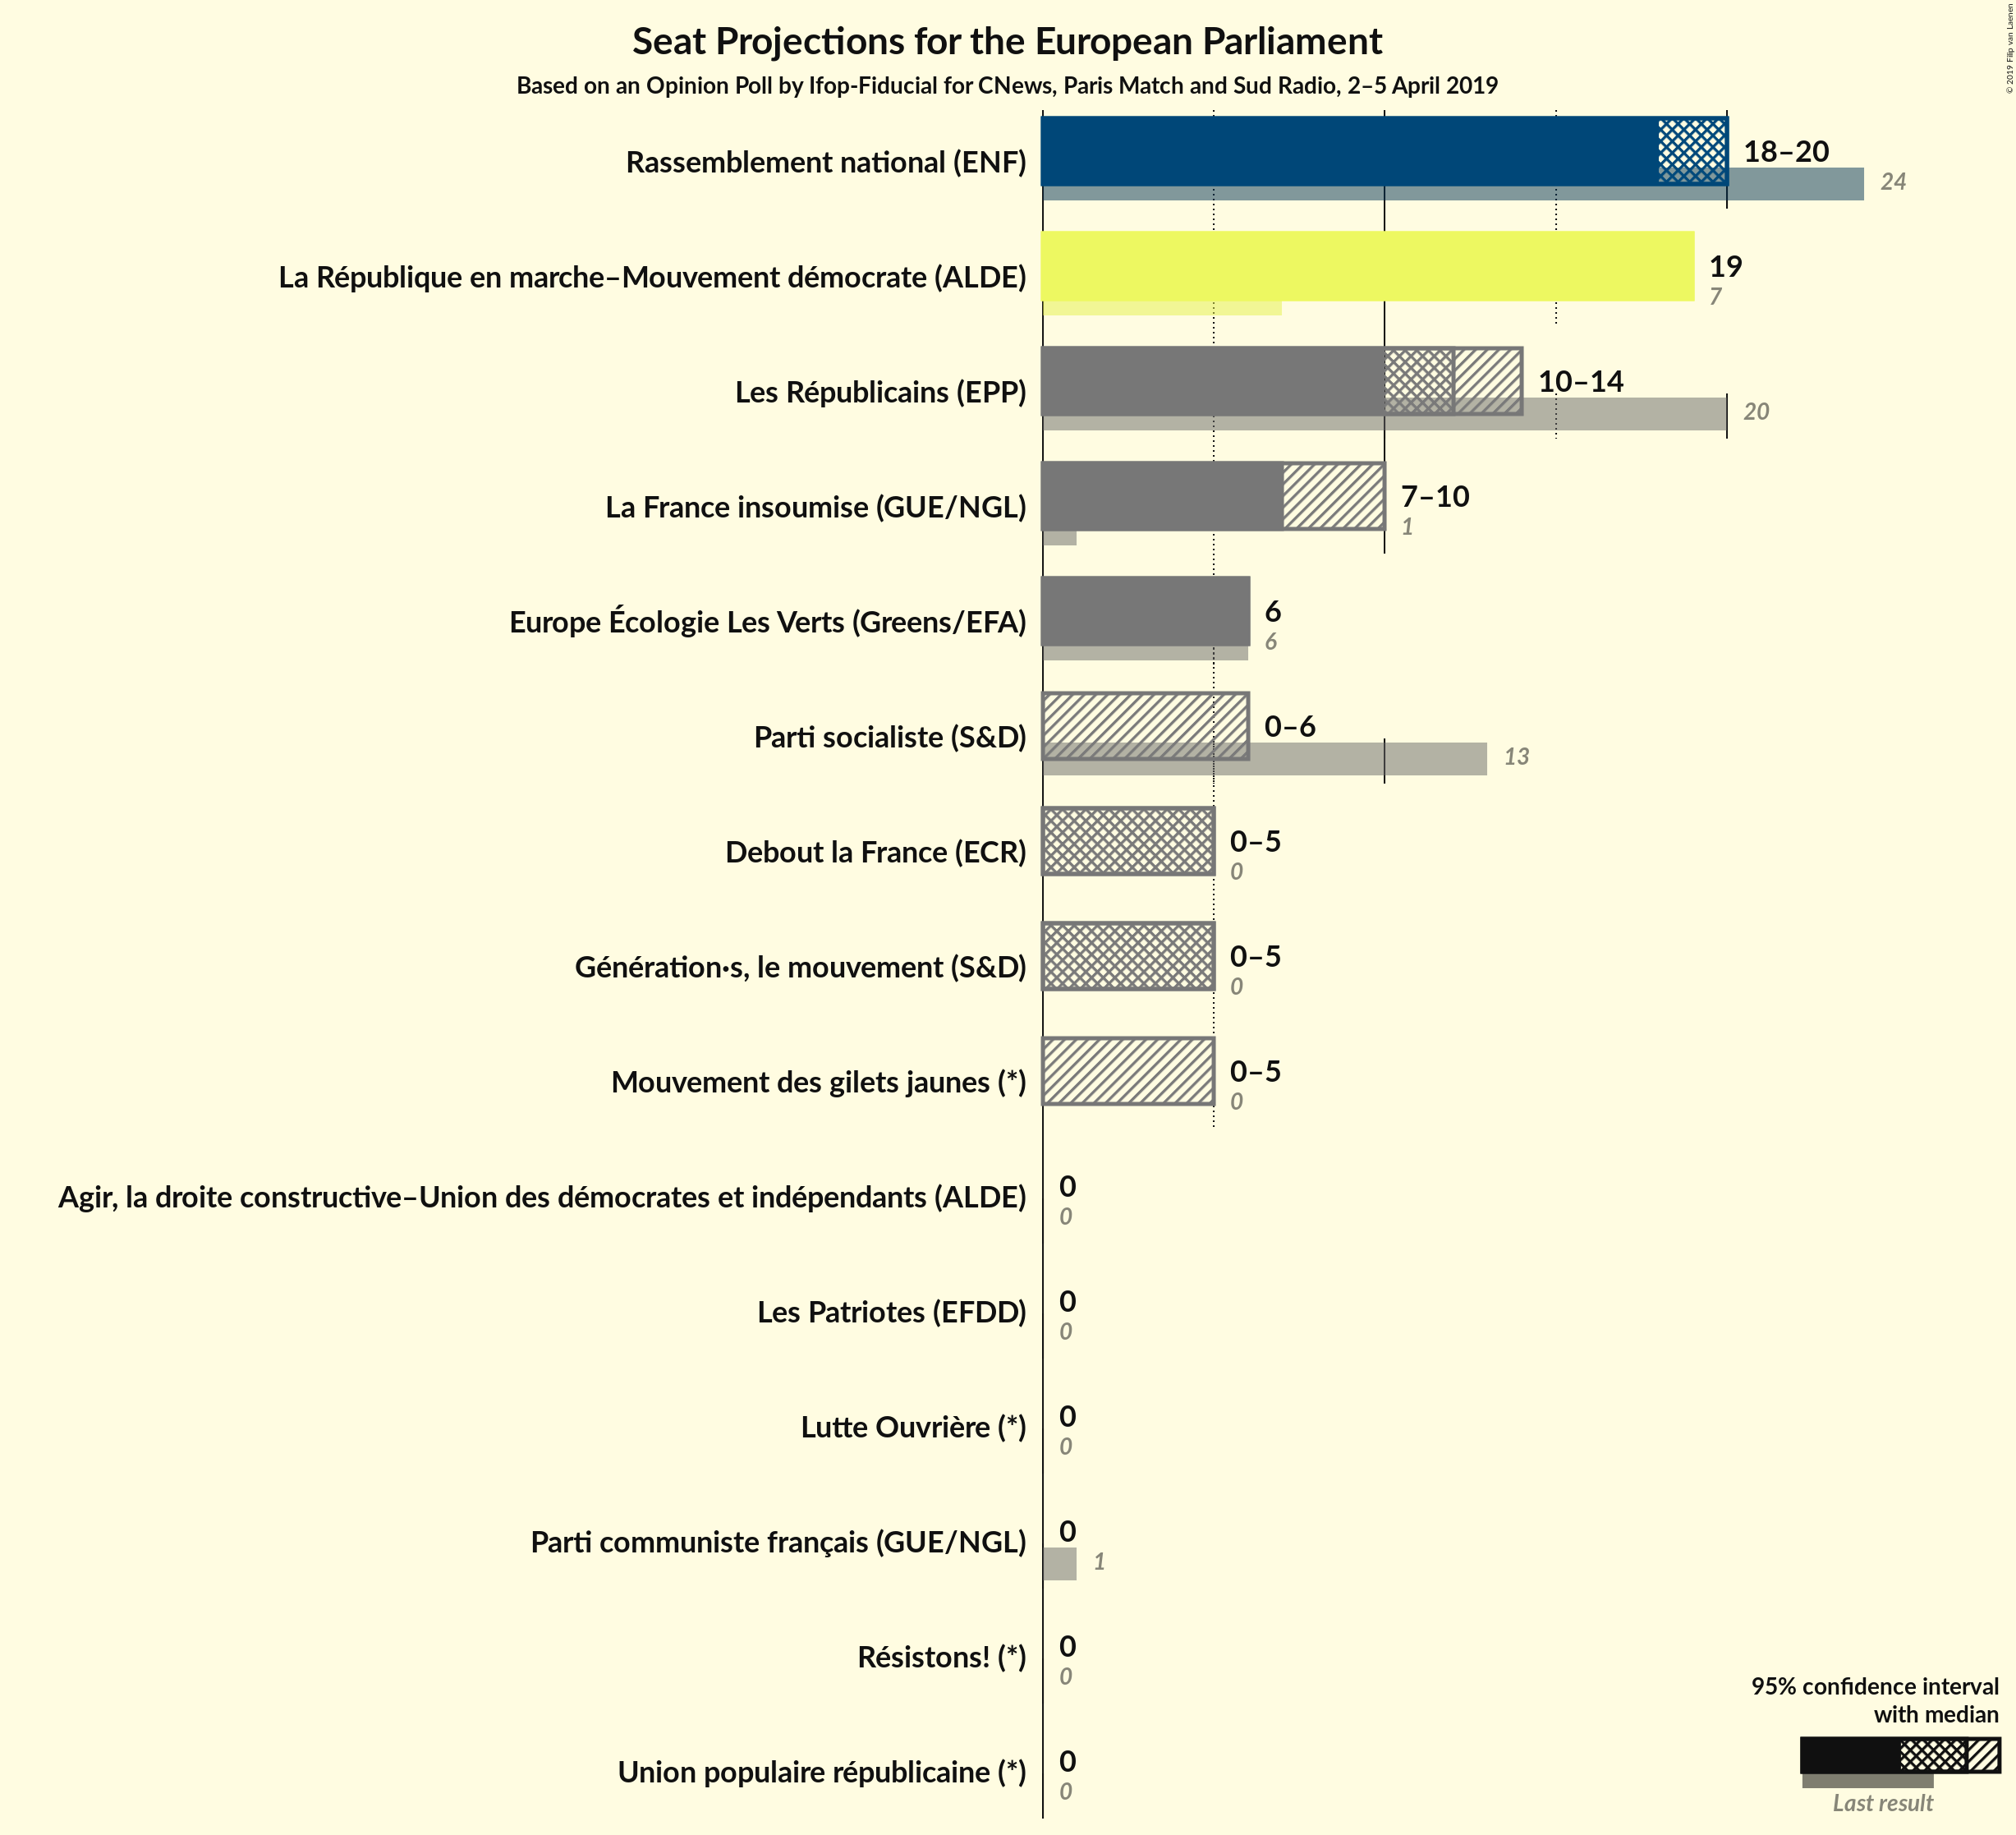 Seat Projections for the European Parliament
Based on an Opinion Poll by Ifop-Fiducial for CNews, Paris Match and Sud Radio, 2–5 April 2019
© 2019 Filip van Laenen
Rassemblement national (ENF)
18–20
24
La République en marche–Mouvement démocrate (ALDE)
19
7
Les Républicains (EPP)
10–14
20
La France insoumise (GUE/NGL)
7–10
1
Europe Écologie Les Verts (Greens/EFA)
6
6
Parti socialiste (S&D)
0–6
13
Debout la France (ECR)
0–5
0
Génération·s, le mouvement (S&D)
0–5
0
Mouvement des gilets jaunes (*)
0–5
0
Agir, la droite constructive–Union des démocrates et indépendants (ALDE)
0
0
Les Patriotes (EFDD)
0
0
Lutte Ouvrière (*)
0
0
Parti communiste français (GUE/NGL)
0
1
Résistons! (*)
0
0
Union populaire républicaine (*)
0
0
95% confidence interval
with median
Last result